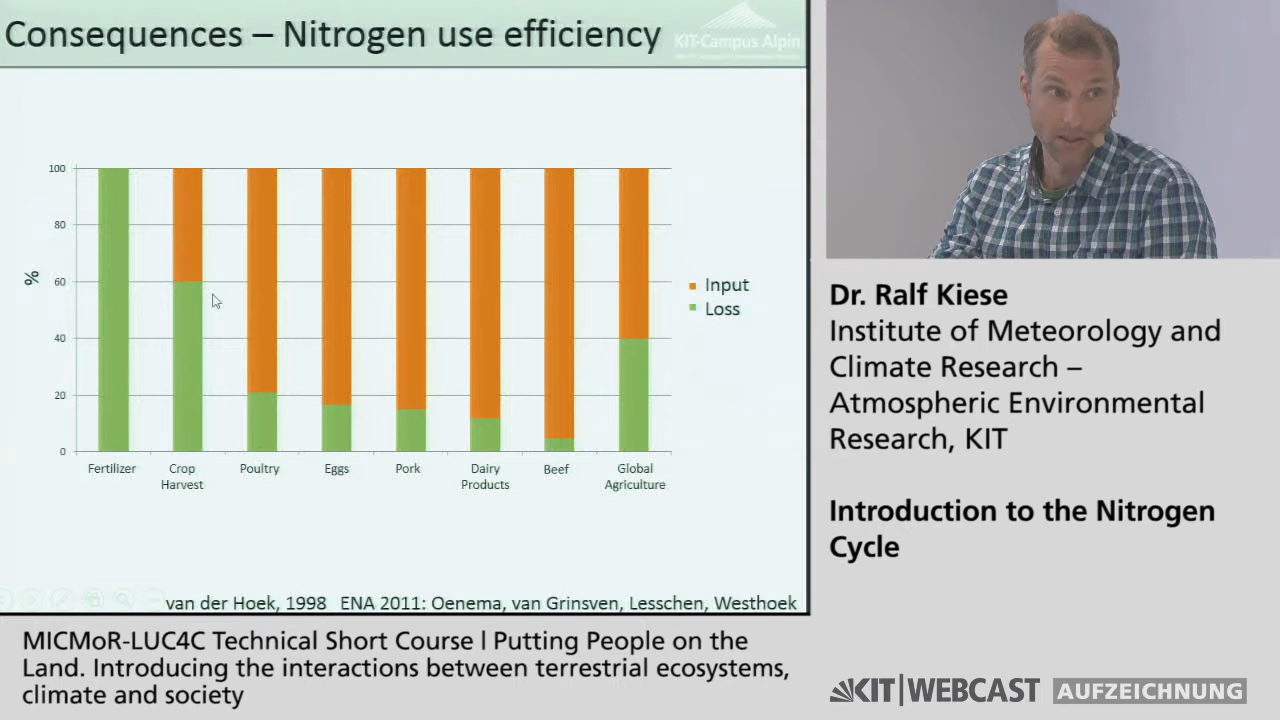 Consequences – Nitrogen use efficiency
KIT-Campus Alpin
100
80
60
40
20
0
%
Fertilizer
Crop
Harvest
Poultry
Eggs
Pork
Dairy
Products
Beef
Global
Agriculture
Input
Loss
van der Hoek, 1998 ENA 2011: Oenema, van Grinsven, Lesschen, Westhoek
Dr. Ralf Kiese
Institute of Meteorology and
Climate Research –
Atmospheric Environmental
Research, KIT
Introduction to the Nitrogen
Cycle
MICMoR-LUC4C Technical Short Course | Putting People on the
Land. Introducing the interactions between terrestrial ecosystems,
climate and society
KIT|WEBCAST AUFZEICHNUNG